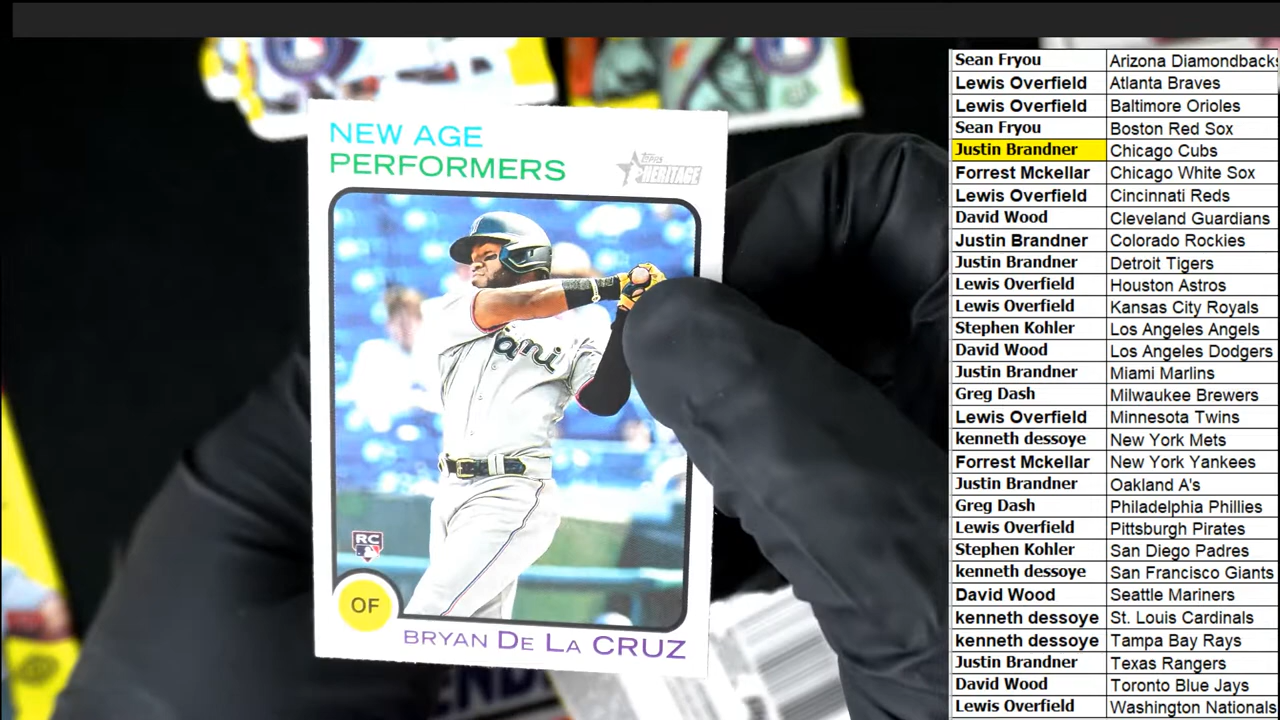 NEW AGE
PERFORMERS
TOPPS
HERITAGE
ami
RC
OF
BRYAN DE LA CRUZ
Sean Fryou Arizona Diamondbacks
Lewis Overfield Atlanta Braves
Lewis Overfield Baltimore Orioles
Sean Fryou Boston Red Sox
Justin Brandner Chicago Cubs
Forrest Mckellar Chicago White Sox
Lewis Overfield Cincinnati Reds
David Wood Cleveland Guardians
Justin Brandner Colorado Rockies
Justin Brandner Detroit Tigers
Lewis Overfield Houston Astros
Lewis Overfield Kansas City Royals
Stephen Kohler Los Angeles Angels
David Wood Los Angeles Dodgers
Justin Brandner Miami Marlins
Greg Dash Milwaukee Brewers
Lewis Overfield Minnesota Twins
kenneth dessoye New York Mets
Forrest Mckellar New York Yankees
Justin Brandner Oakland A's
Greg Dash Philadelphia Phillies
Lewis Overfield Pittsburgh Pirates
Stephen Kohler San Diego Padres
kenneth dessoye San Francisco Giants
David Wood Seattle Mariners
kenneth dessoye St. Louis Cardinals
kenneth dessoye Tampa Bay Rays
Justin Brandner Texas Rangers
David Wood Toronto Blue Jays
Lewis Overfield Washington Nationals